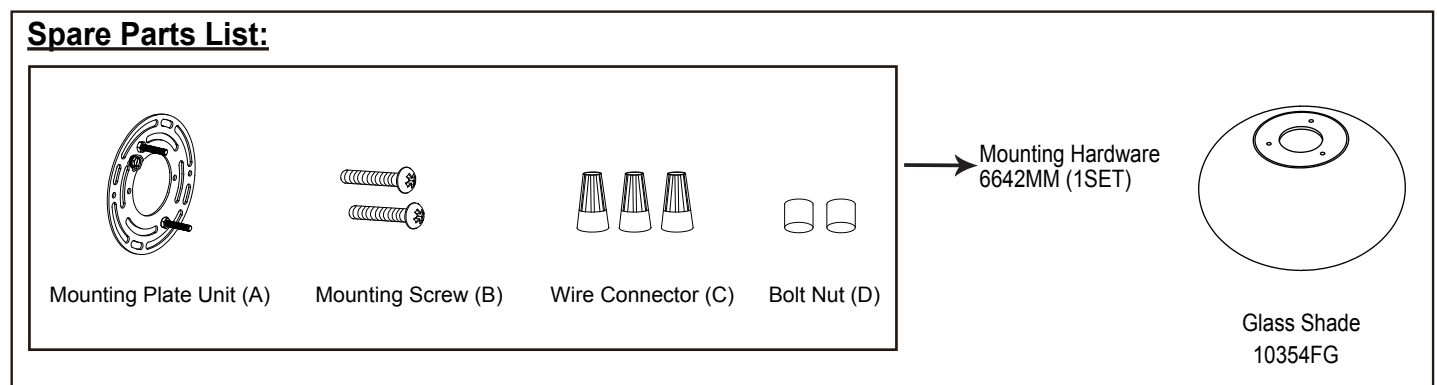 Spare Parts List:
Mounting Plate Unit (A)
Mounting Screw (B)
Wire Connector (C)
Bolt Nut (D)
Mounting Hardware
6642MM (1SET)
Glass Shade
10354FG